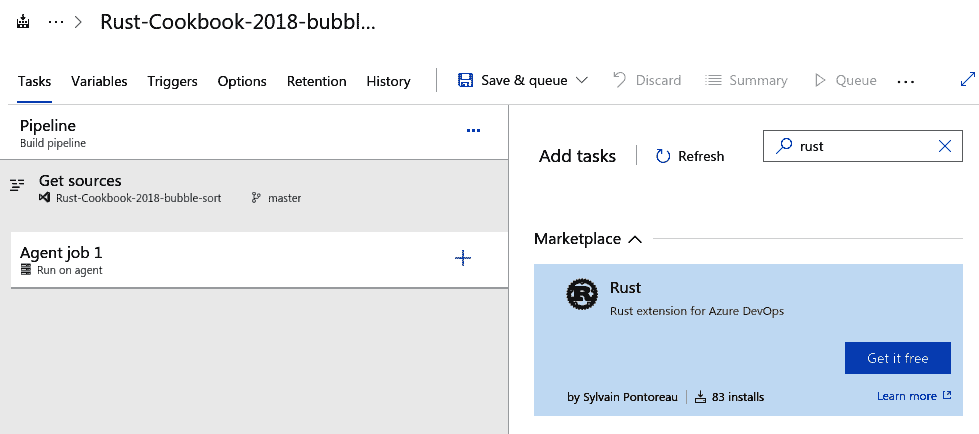 ··· > Rust-Cookbook-2018-bubbl...
Tasks Variables Triggers Options Retention History Save & queue Discard Summary Queue ...
Pipeline ...
Build pipeline
Get sources
Rust-Cookbook-2018-bubble-sort master
Agent job 1
Run on agent
Add tasks Refresh rust
Marketplace
Rust
Rust extension for Azure DevOps
Get it free
by Sylvain Pontoreau 83 installs Learn more